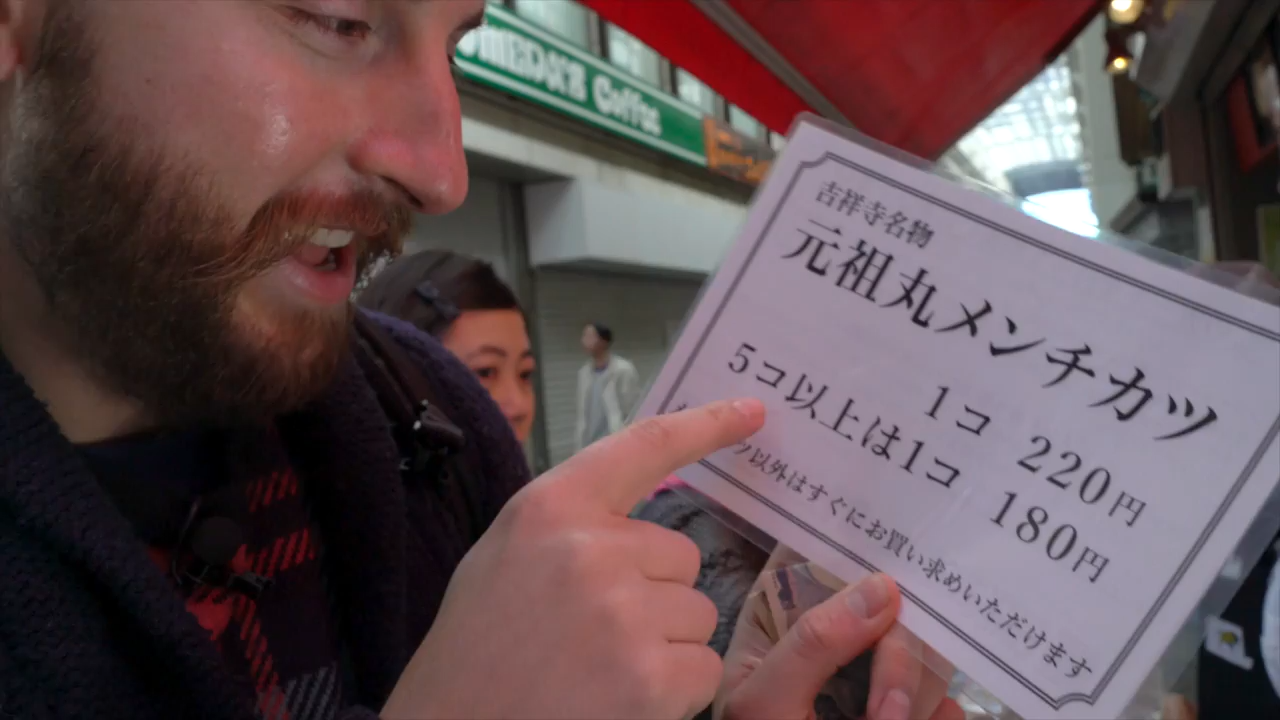 OMEDA'S Coffee
吉祥寺名物
元祖丸メンチカツ
1コ 220円
5コ以上は1コ 180円
ツ以外はすぐにお買い求めいただけます